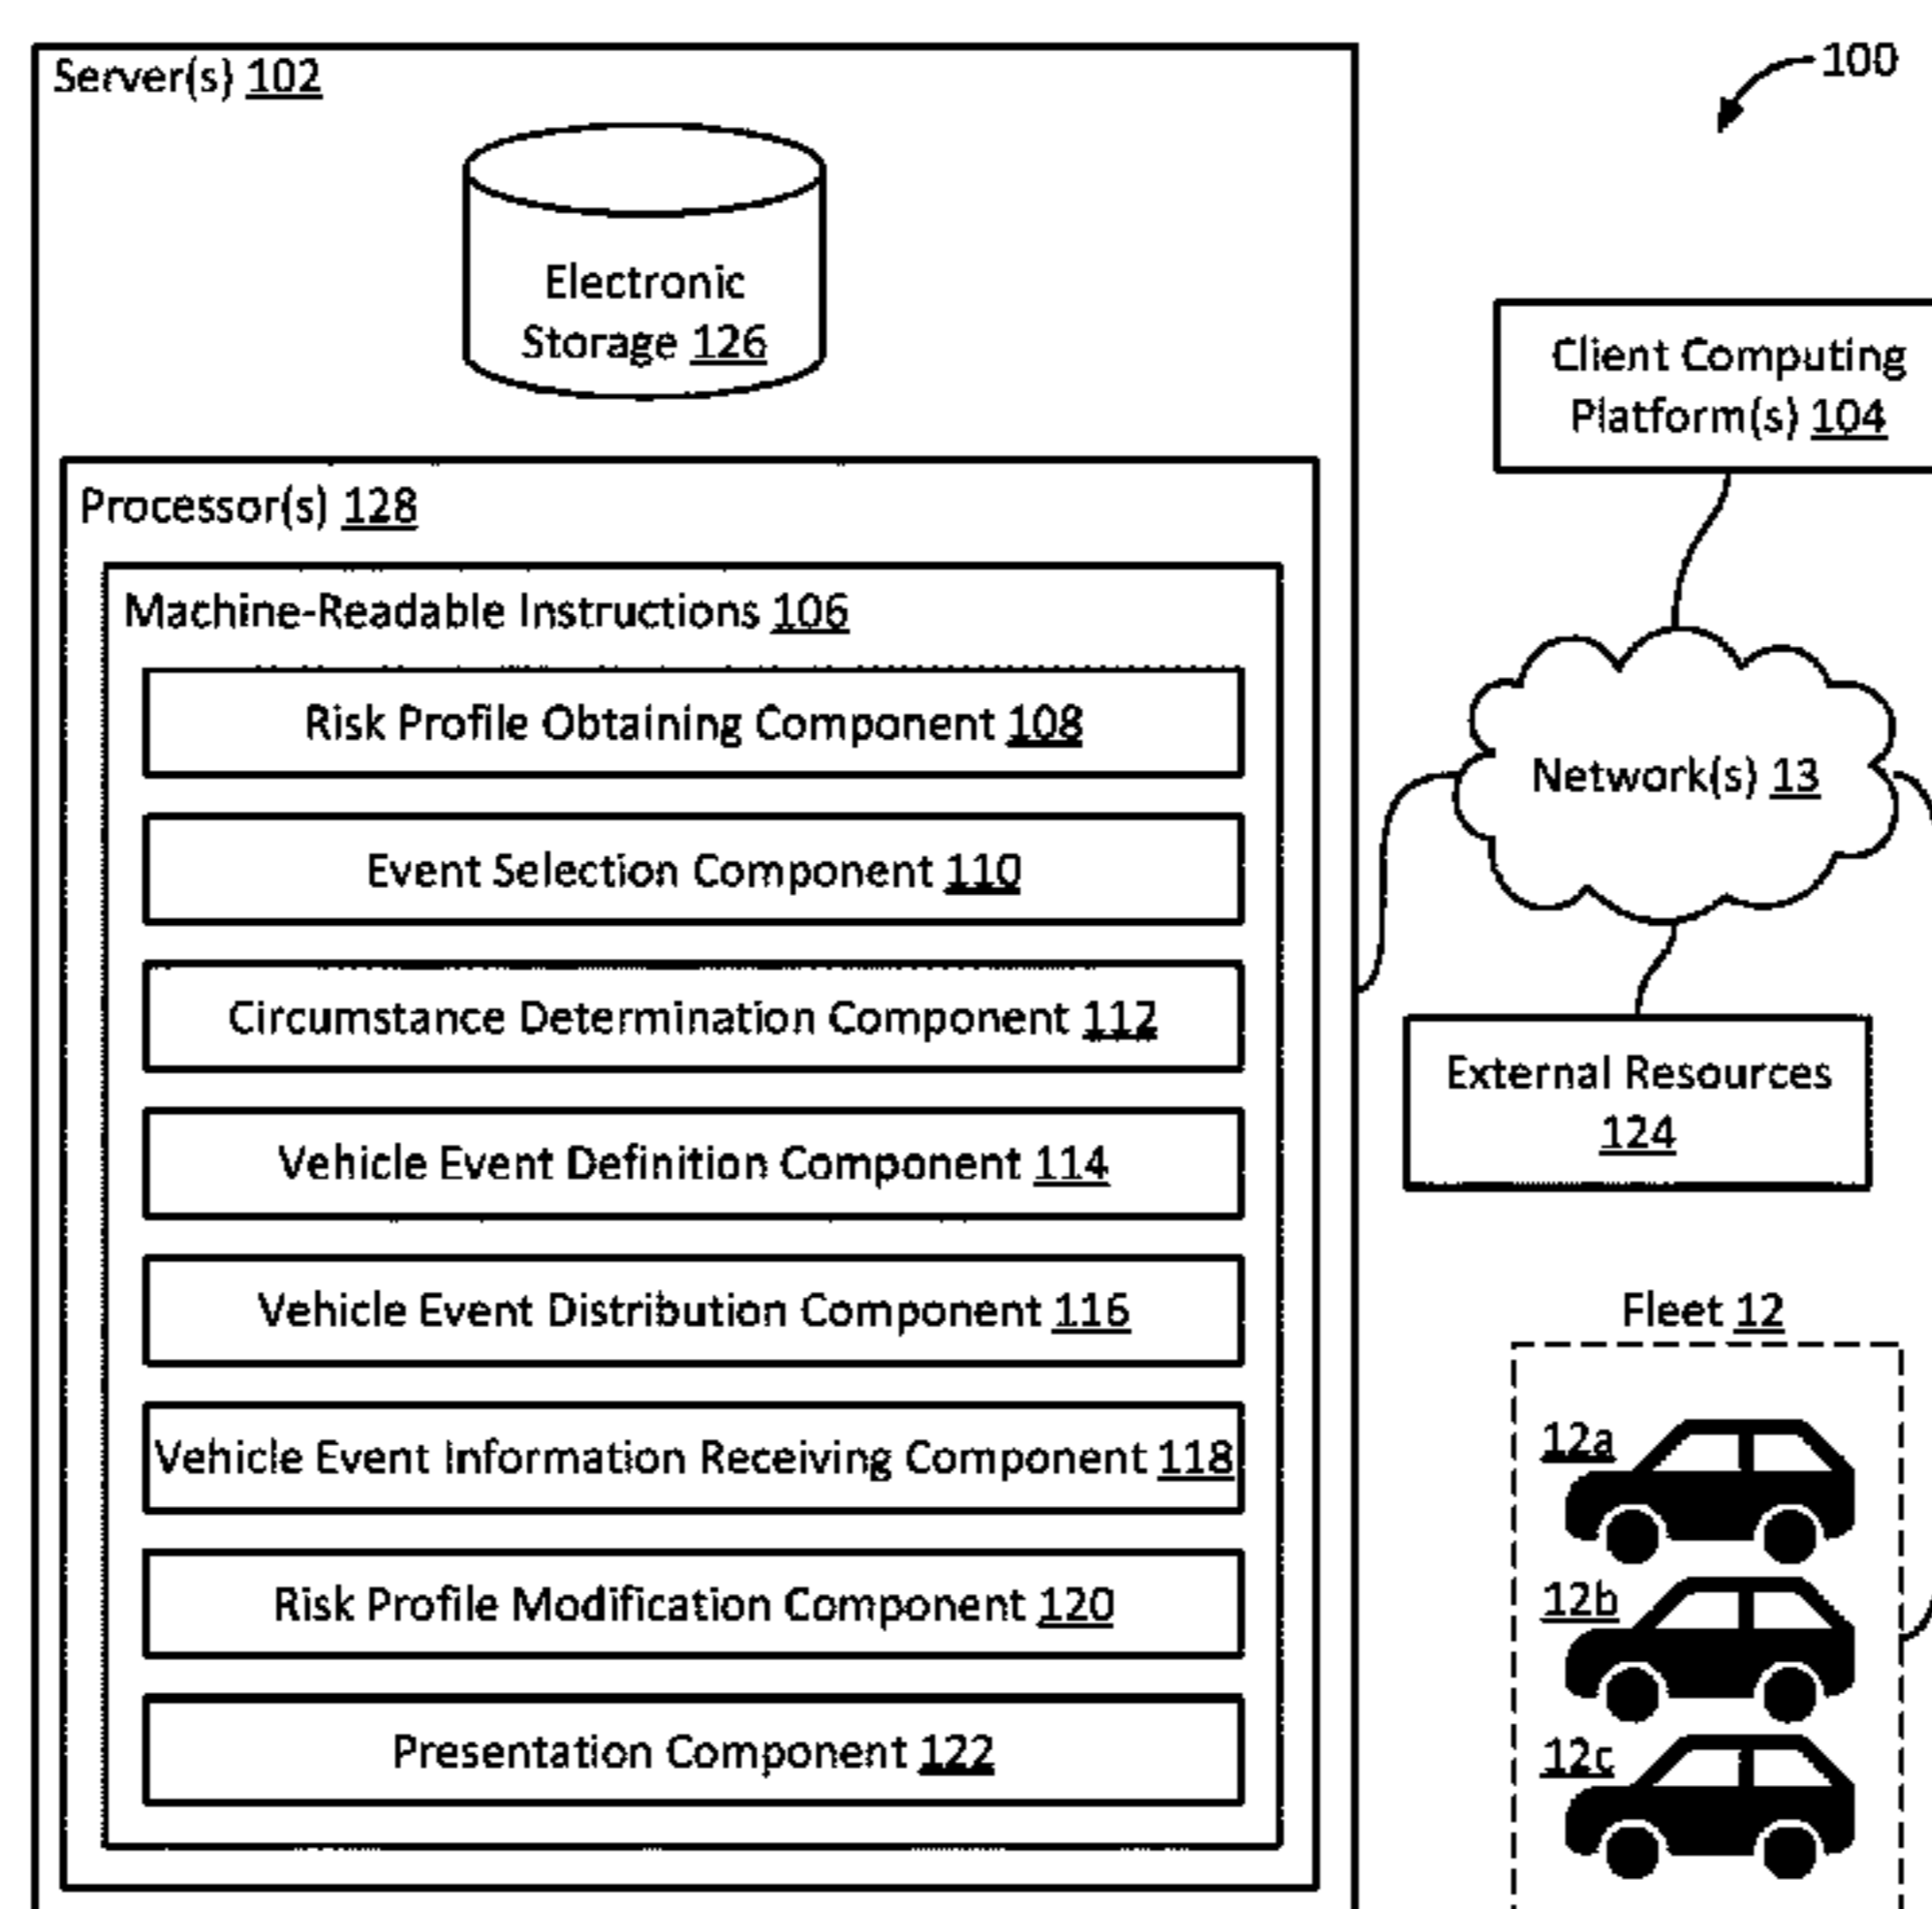 Server(s) 102
100
Electronic
Storage 126
Client Computing
Platform(s) 104
Processor(s) 128
Machine-Readable Instructions 106
Risk Profile Obtaining Component 108
Event Selection Component 110
Circumstance Determination Component 112
Vehicle Event Definition Component 114
Vehicle Event Distribution Component 116
Vehicle Event Information Receiving Component 118
Risk Profile Modification Component 120
Presentation Component 122
Network(s) 13
External Resources
124
Fleet 12
12a
12b
12c